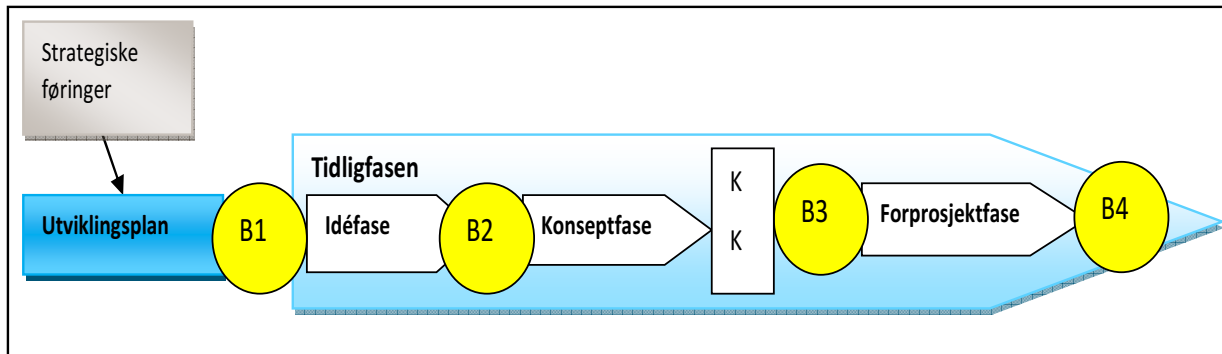 Strategiske
føringer
Tidligfasen
Utviklingsplan
B1
Idéfase
B2
Konseptfase
K
K
B3
Forprosjektfase
B4